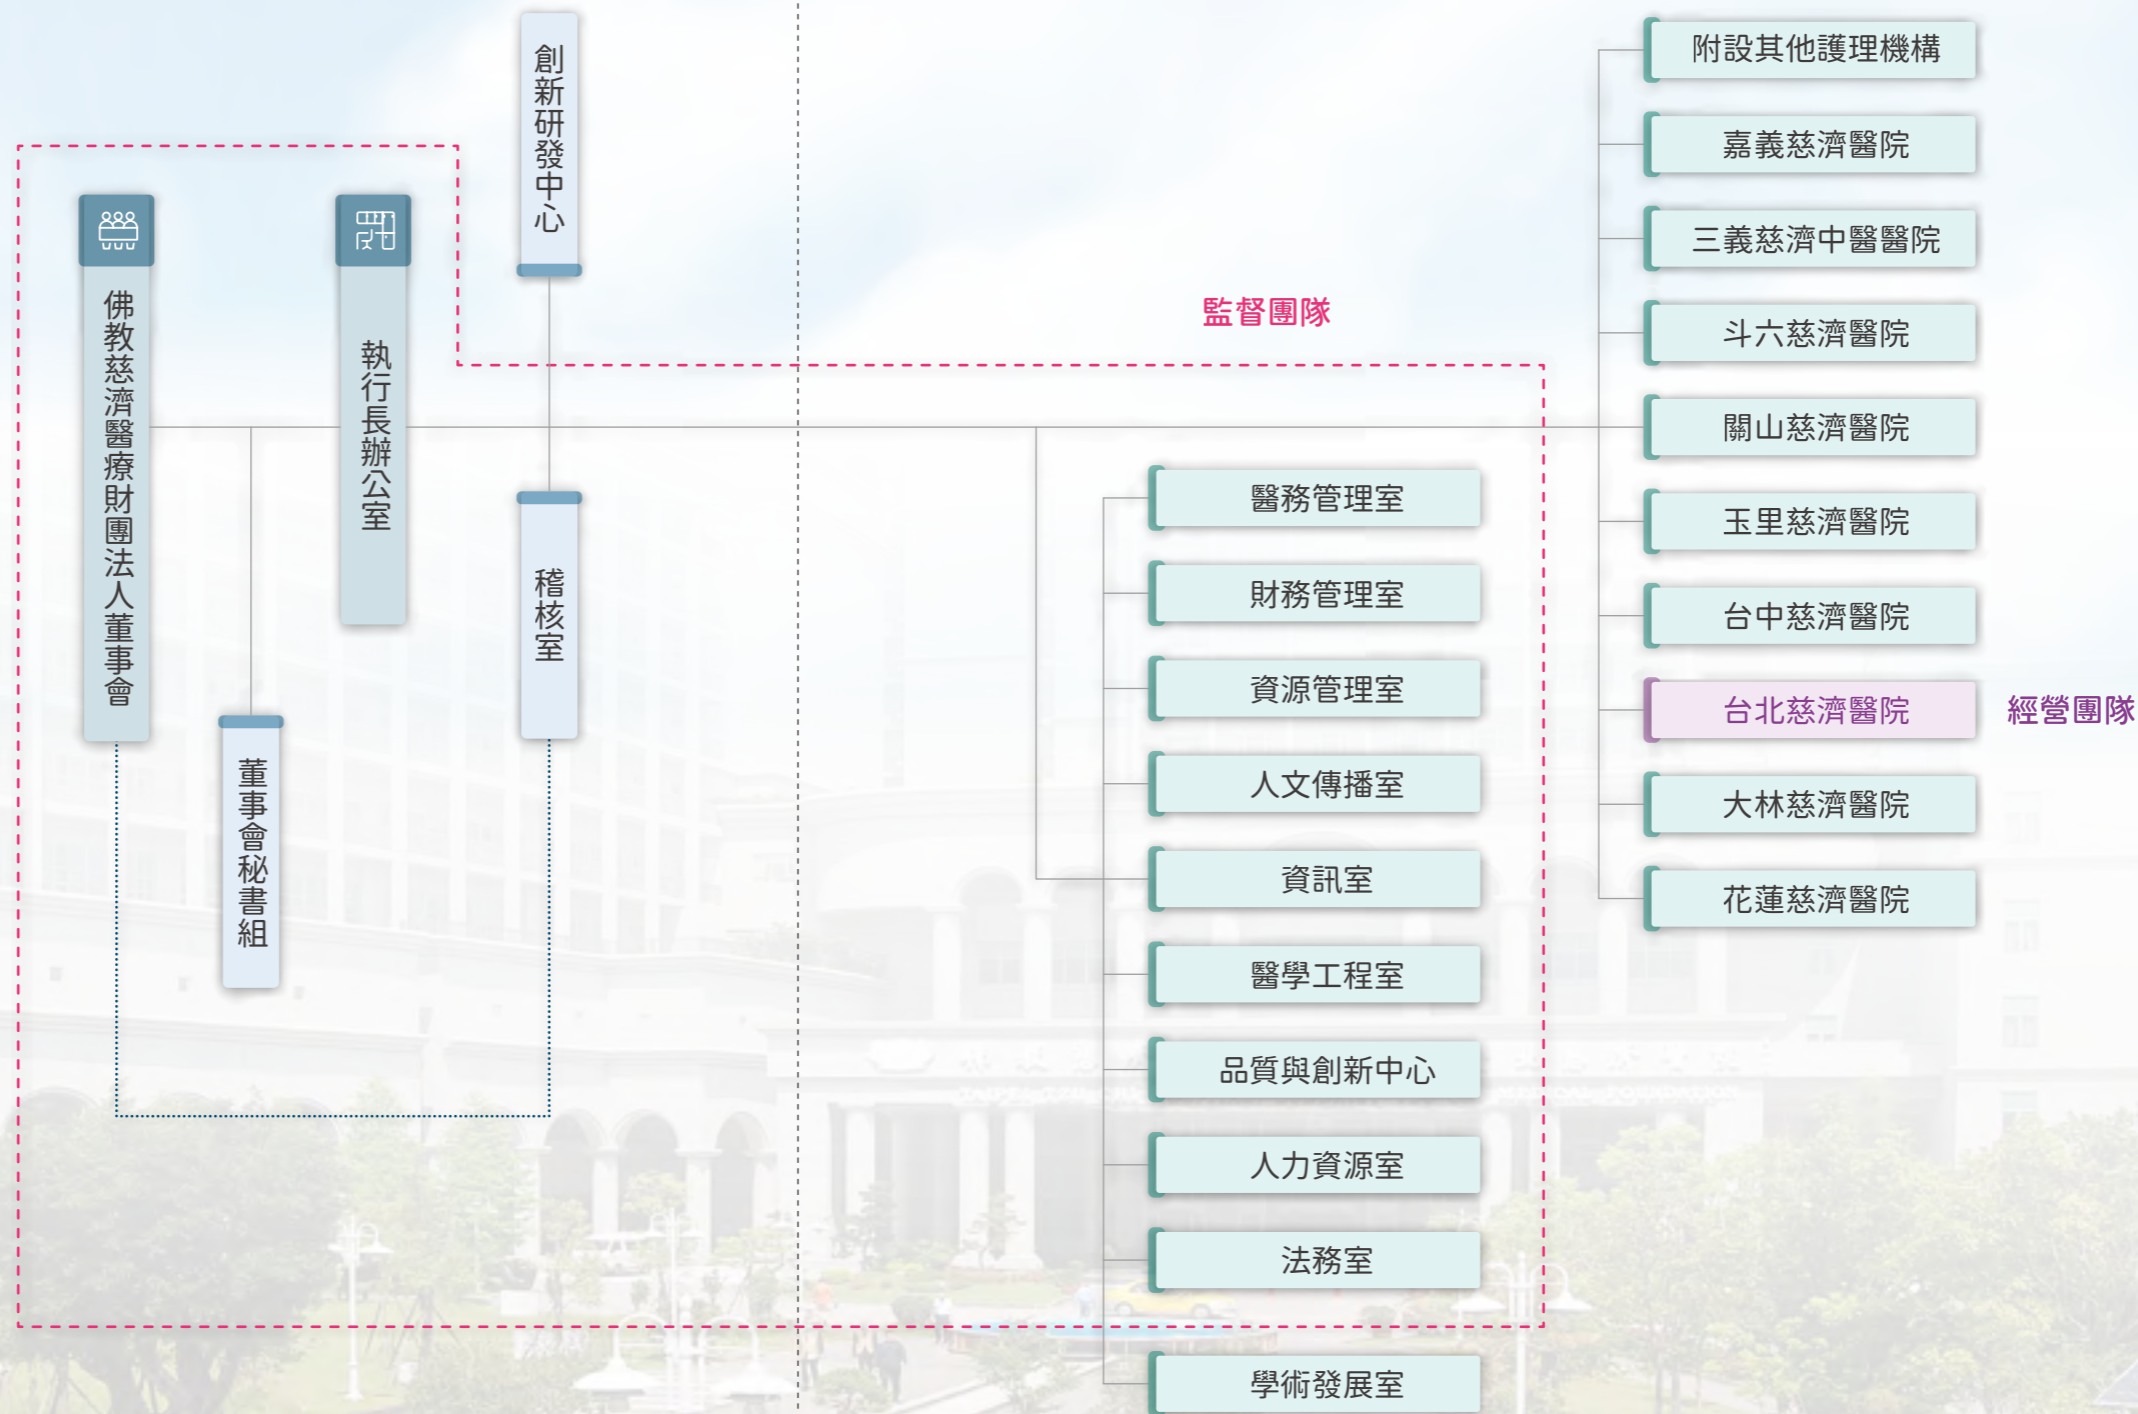 創新研發中心
佛教慈濟醫療財團法人董事會
執行長辦公室
稽核室
董事會秘書組
監督團隊
醫務管理室
財務管理室
資源管理室
人文傳播室
資訊室
醫學工程室
品質與創新中心
人力資源室
法務室
學術發展室
附設其他護理機構
嘉義慈濟醫院
三義慈濟中醫醫院
斗六慈濟醫院
關山慈濟醫院
玉里慈濟醫院
台中慈濟醫院
台北慈濟醫院
經營團隊
大林慈濟醫院
花蓮慈濟醫院